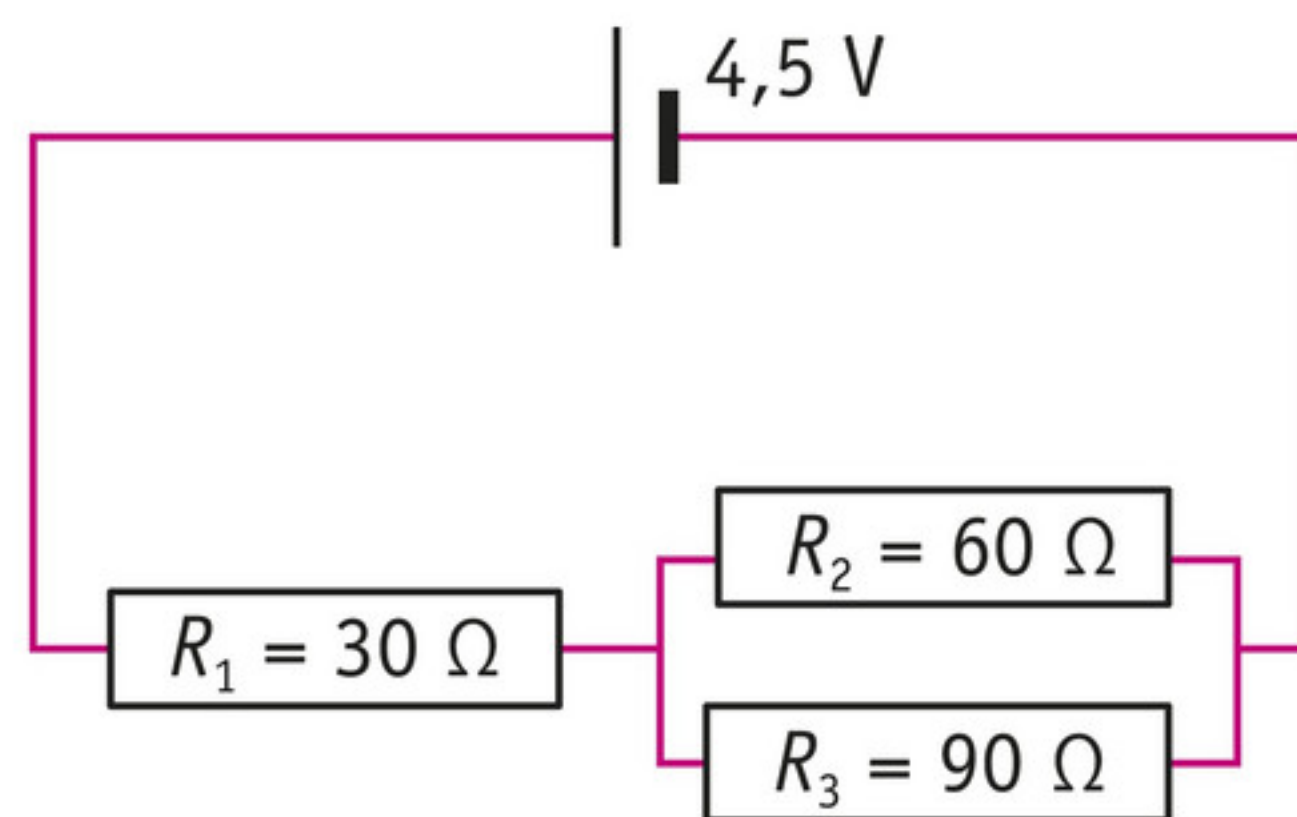 4,5 V
R₂ = 60 Ω
R₁ = 30 Ω
R₃ = 90 Ω